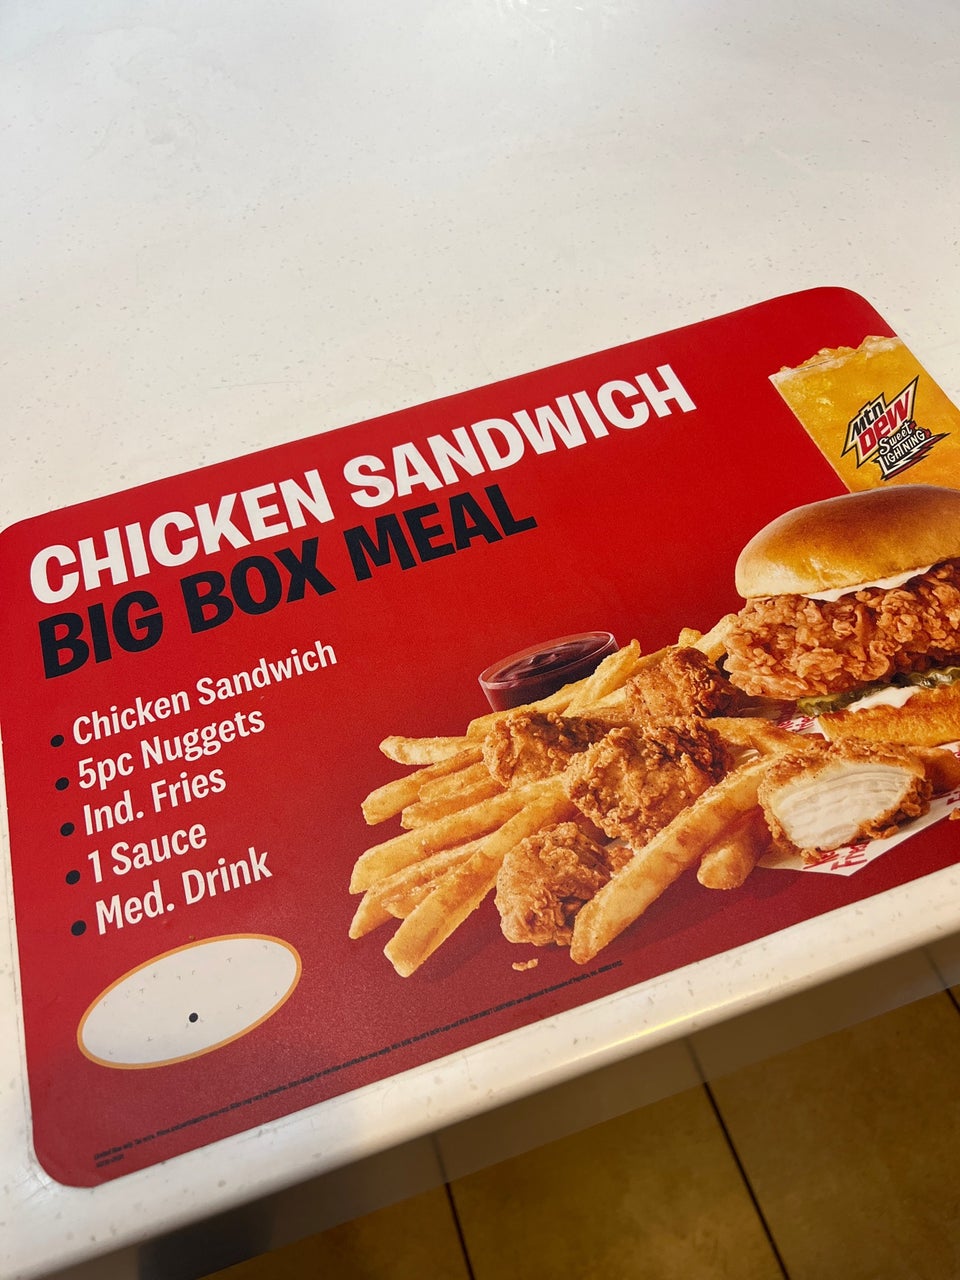 CHICKEN SANDWICH
BIG BOX MEAL
• Chicken Sandwich
• 5pc Nuggets
• Ind. Fries
• 1 Sauce
• Med. Drink
mtn
DEW
Sweet
LIGHTNING